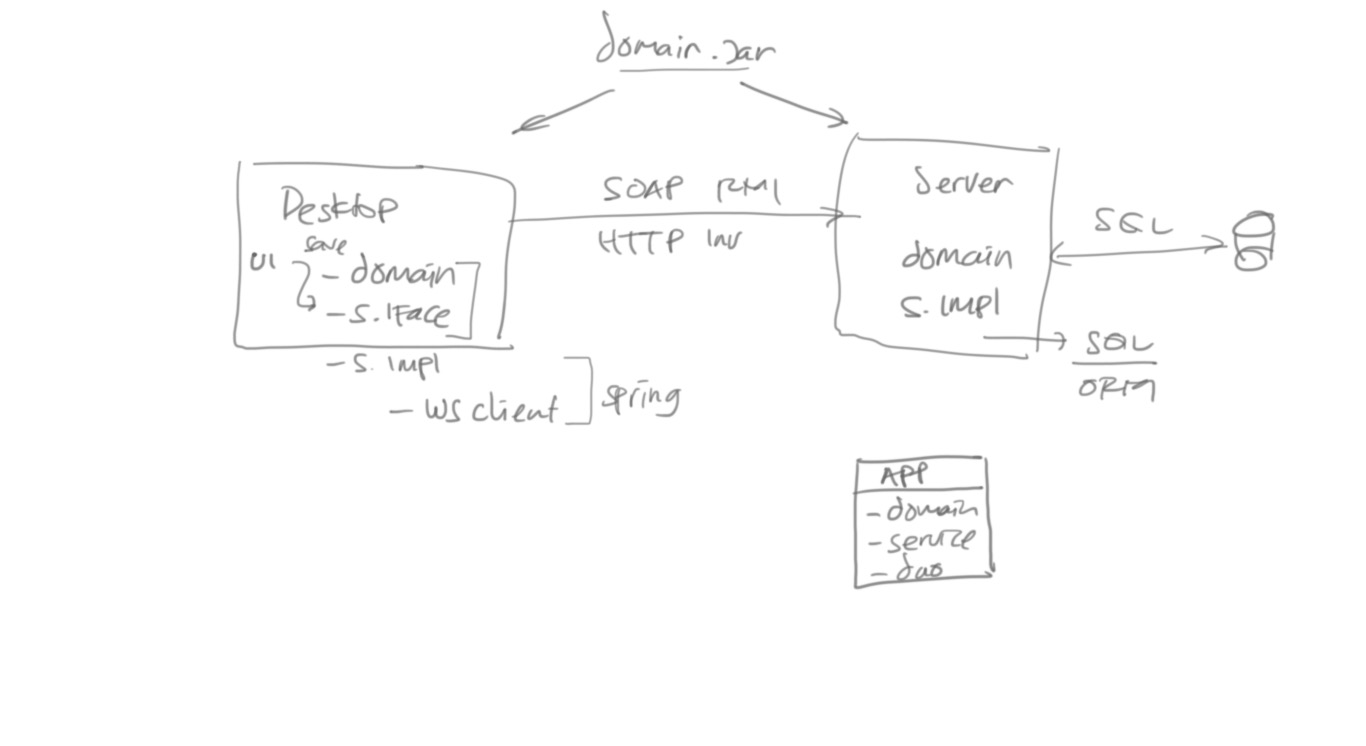 domain.jar
Desktop
save
UI
- domain
- S.IFace
- S. impl
- WS client
spring
SOAP RMI
HTTP Inv
Server
domain
S. impl
SQL
SQL
ORM
APP
- domain
- service
- dao